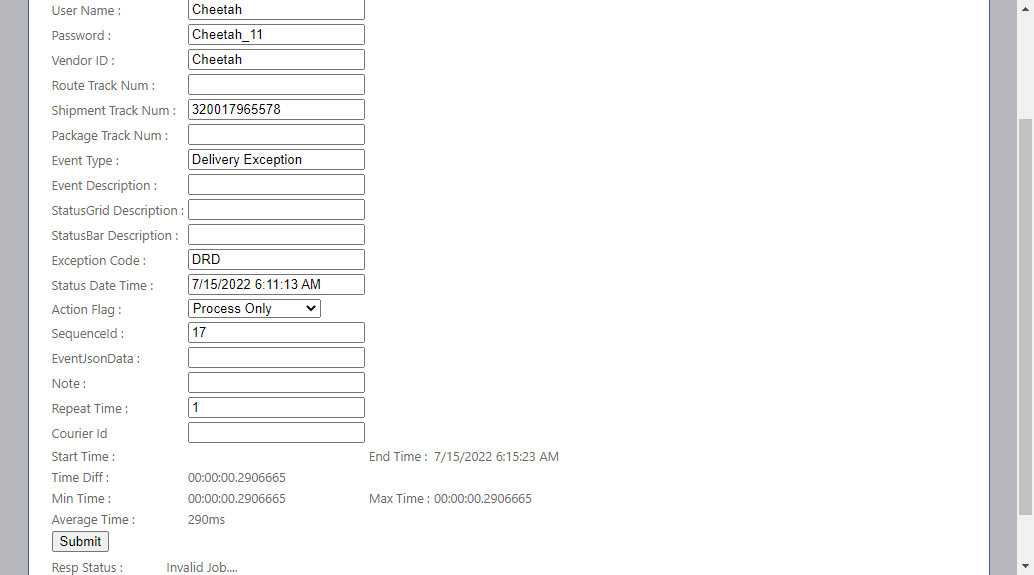 User Name : Cheetah
Password : Cheetah_11
Vendor ID : Cheetah
Route Track Num :
Shipment Track Num : 320017965578
Package Track Num :
Event Type : Delivery Exception
Event Description :
StatusGrid Description :
StatusBar Description :
Exception Code : DRD
Status Date Time : 7/15/2022 6:11:13 AM
Action Flag : Process Only
SequenceId : 17
EventJsonData :
Note :
Repeat Time : 1
Courier Id
Start Time : End Time : 7/15/2022 6:15:23 AM
Time Diff : 00:00:00.2906665
Min Time : 00:00:00.2906665 Max Time : 00:00:00.2906665
Average Time : 290ms
Submit
Resp Status : Invalid Job....